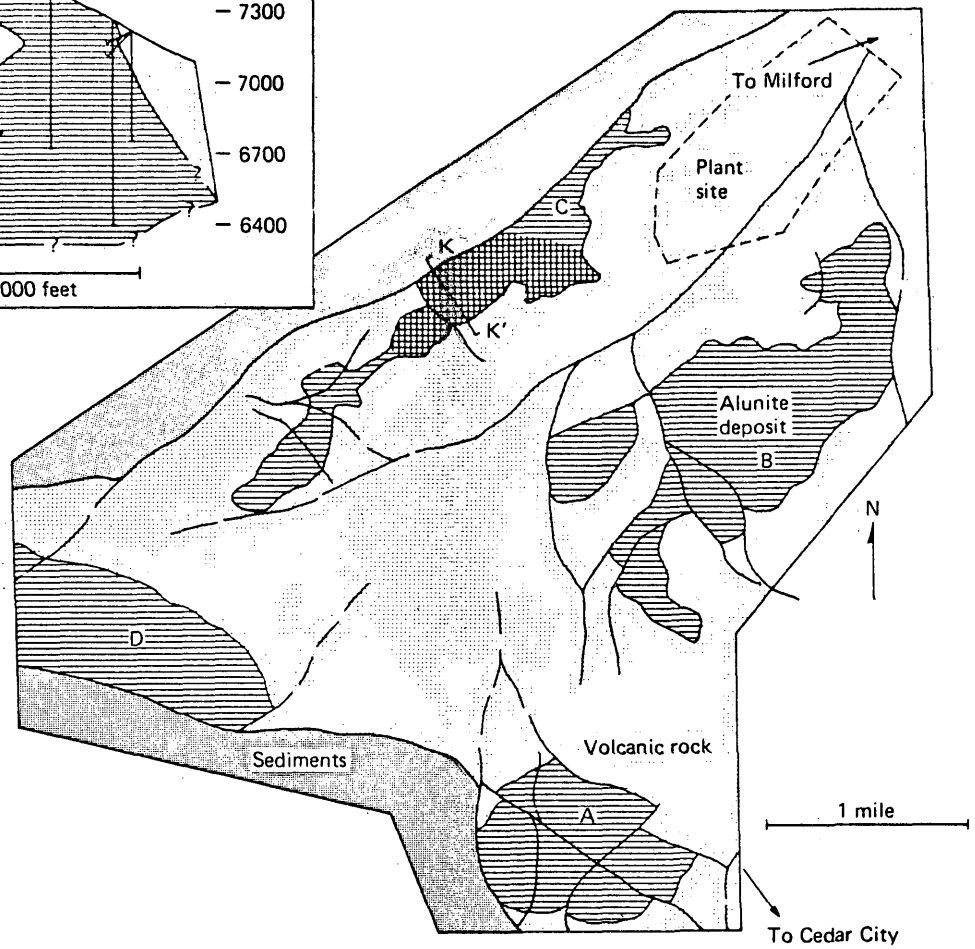 – 7300
– 7000
– 6700
– 6400
?
?
?
?
000 feet
To Milford
Plant
site
C
K
K'
Alunite
deposit
B
N
D
Sediments
Volcanic rock
A
1 mile
To Cedar City